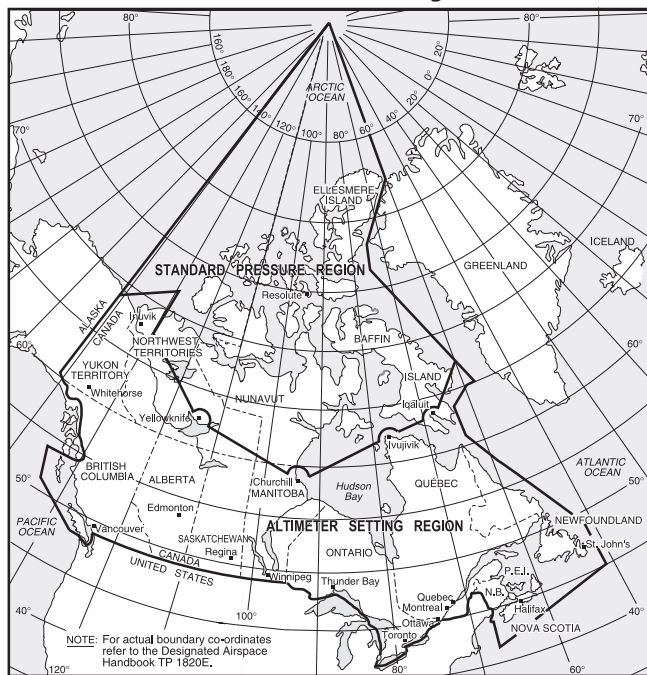 80°
80°
160°
160°
160°
140°
120°
100°
80°
60°
40°
20°
0°
ARCTIC
OCEAN
70°
70°
ELLESMERE
ISLAND
ICELAND
GREENLAND
STANDARD PRESSURE REGION
Resolute
ALASKA
CANADA
Inuvik
BAFFIN
ISLAND
NORTHWEST
TERRITORIES
60°
60°
YUKON
TERRITORY
Whitehorse
NUNAVUT
Iqaluit
Yellowknife
Ivujivik
ATLANTIC
OCEAN
BRITISH
COLUMBIA
ALBERTA
Churchill
MANITOBA
Hudson
Bay
QUÉBEC
50°
50°
Edmonton
NEWFOUNDLAND
PACIFIC
OCEAN
Vancouver
SASKATCHEWAN
Regina
ALTIMETER SETTING REGION
ONTARIO
St. John's
CANADA
UNITED STATES
Winnipeg
Thunder Bay
P.E.I.
N.B.
Quebec
Montreal
Ottawa
Toronto
Halifax
NOVA SCOTIA
40°
40°
100°
NOTE: For actual boundary co-ordinates
refer to the Designated Airspace
Handbook TP 1820E.
120°
80°
60°